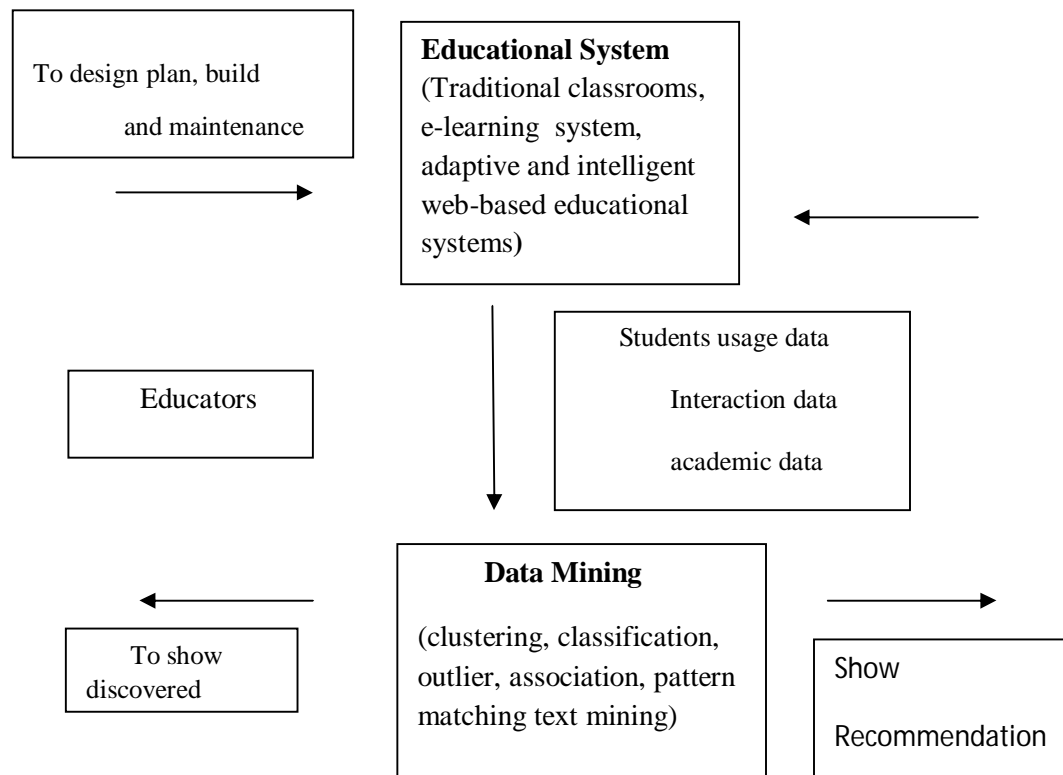 To design plan, build
and maintenance
Educational System
(Traditional classrooms,
e-learning system,
adaptive and intelligent
web-based educational
systems)
Students usage data
Interaction data
academic data
Educators
Data Mining
(clustering, classification,
outlier, association, pattern
matching text mining)
To show
discovered
Show
Recommendation